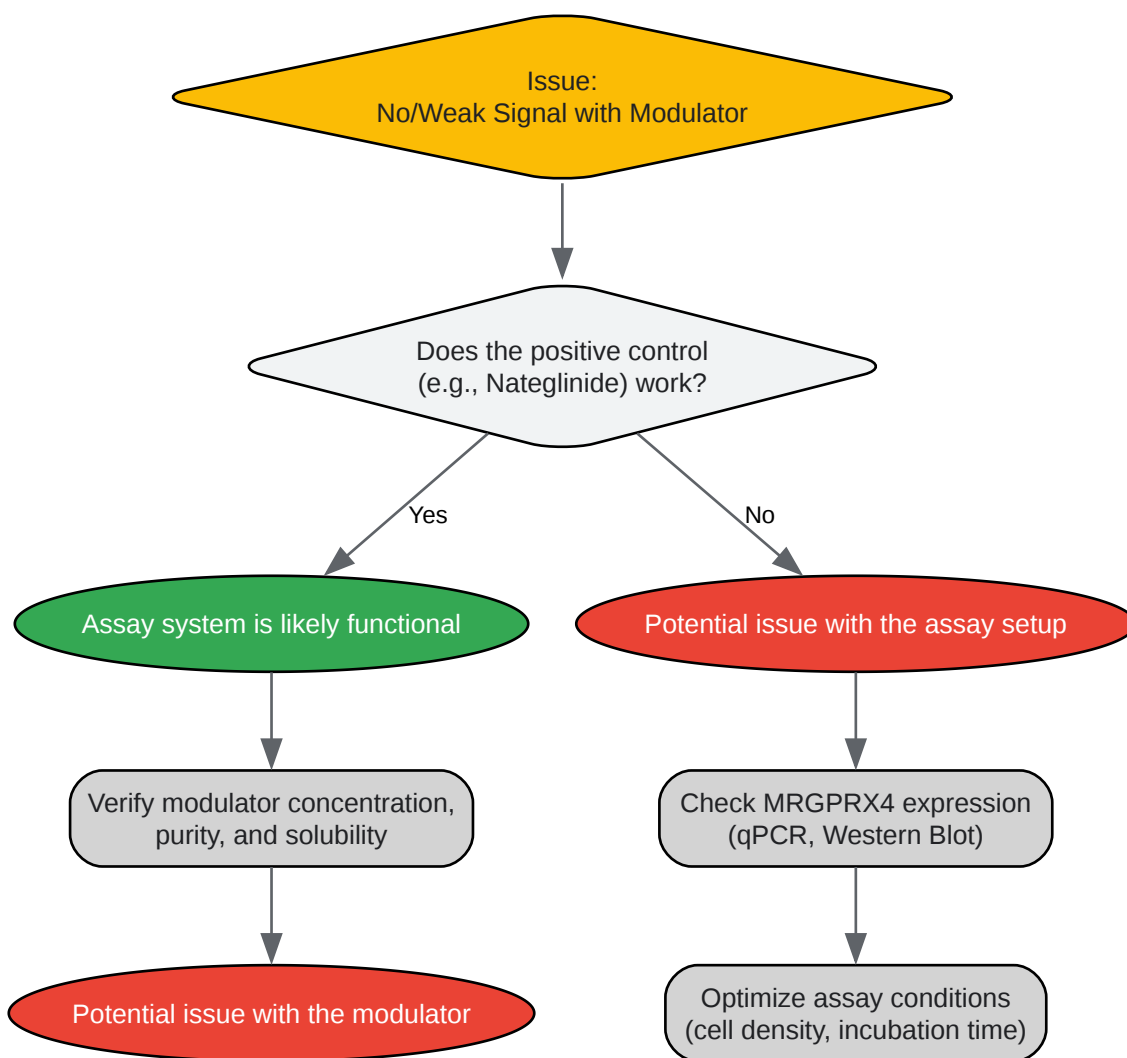 Issue:
No/Weak Signal with Modulator
Does the positive control
(e.g., Nateglinide) work?
Yes
No
Assay system is likely functional
Potential issue with the assay setup
Verify modulator concentration,
purity, and solubility
Check MRGPRX4 expression
(qPCR, Western Blot)
Potential issue with the modulator
Optimize assay conditions
(cell density, incubation time)